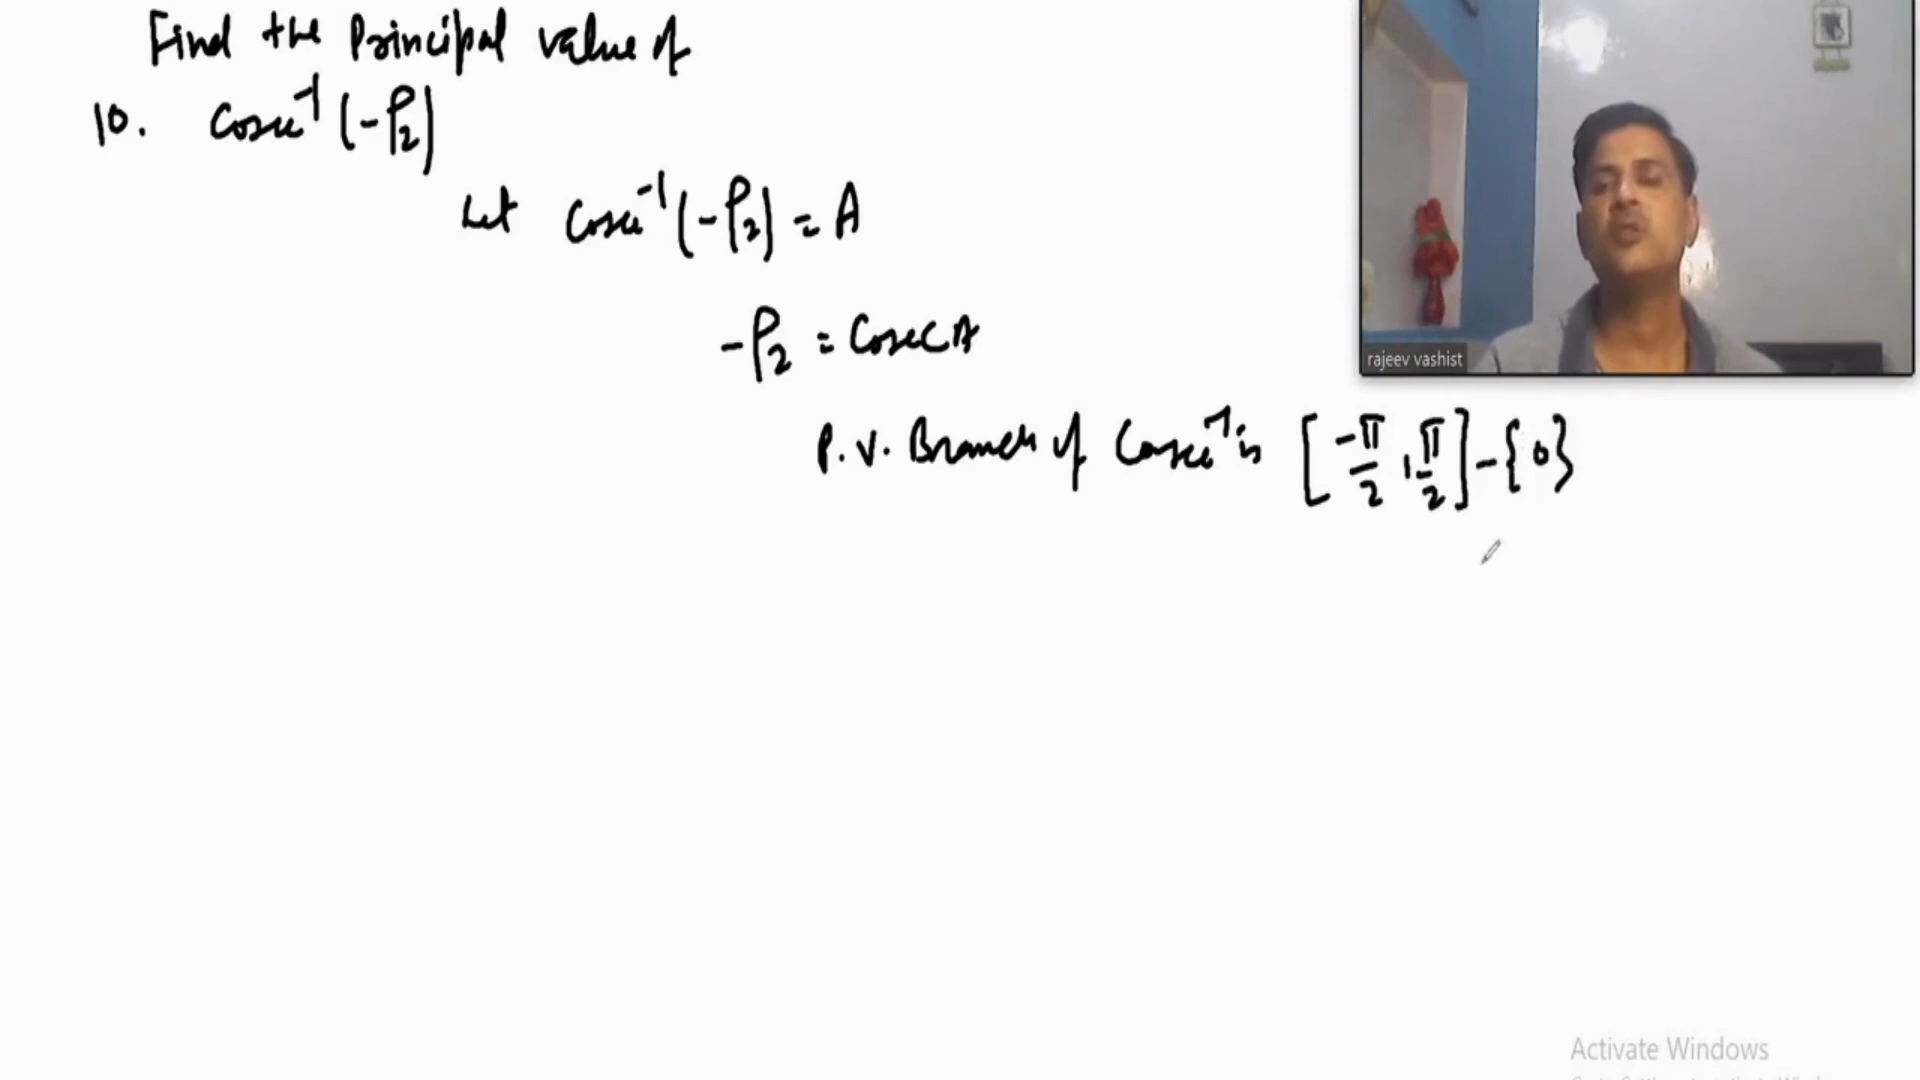 Find the Principal value of
10. Cosec⁻¹(-√2)
Let Cosec⁻¹(-√2) = A
-√2 = Cosec A
P.V. Branch of Cosec⁻¹ is [-π/2, π/2] - {0}
rajeev vashist
Activate Windows